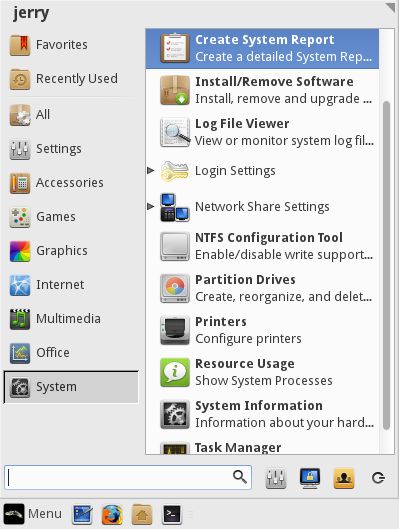 jerry
Favorites
Recently Used
All
Settings
Accessories
Games
Graphics
Internet
Multimedia
Office
System
Create System Report
Create a detailed System Rep...
Install/Remove Software
Install, remove and upgrade ...
Log File Viewer
View or monitor system log fil...
Login Settings
Network Share Settings
NTFS Configuration Tool
Enable/disable write support...
Partition Drives
Create, reorganize, and delet...
Printers
Configure printers
Resource Usage
Show System Processes
System Information
Information about your hard...
Task Manager
Menu